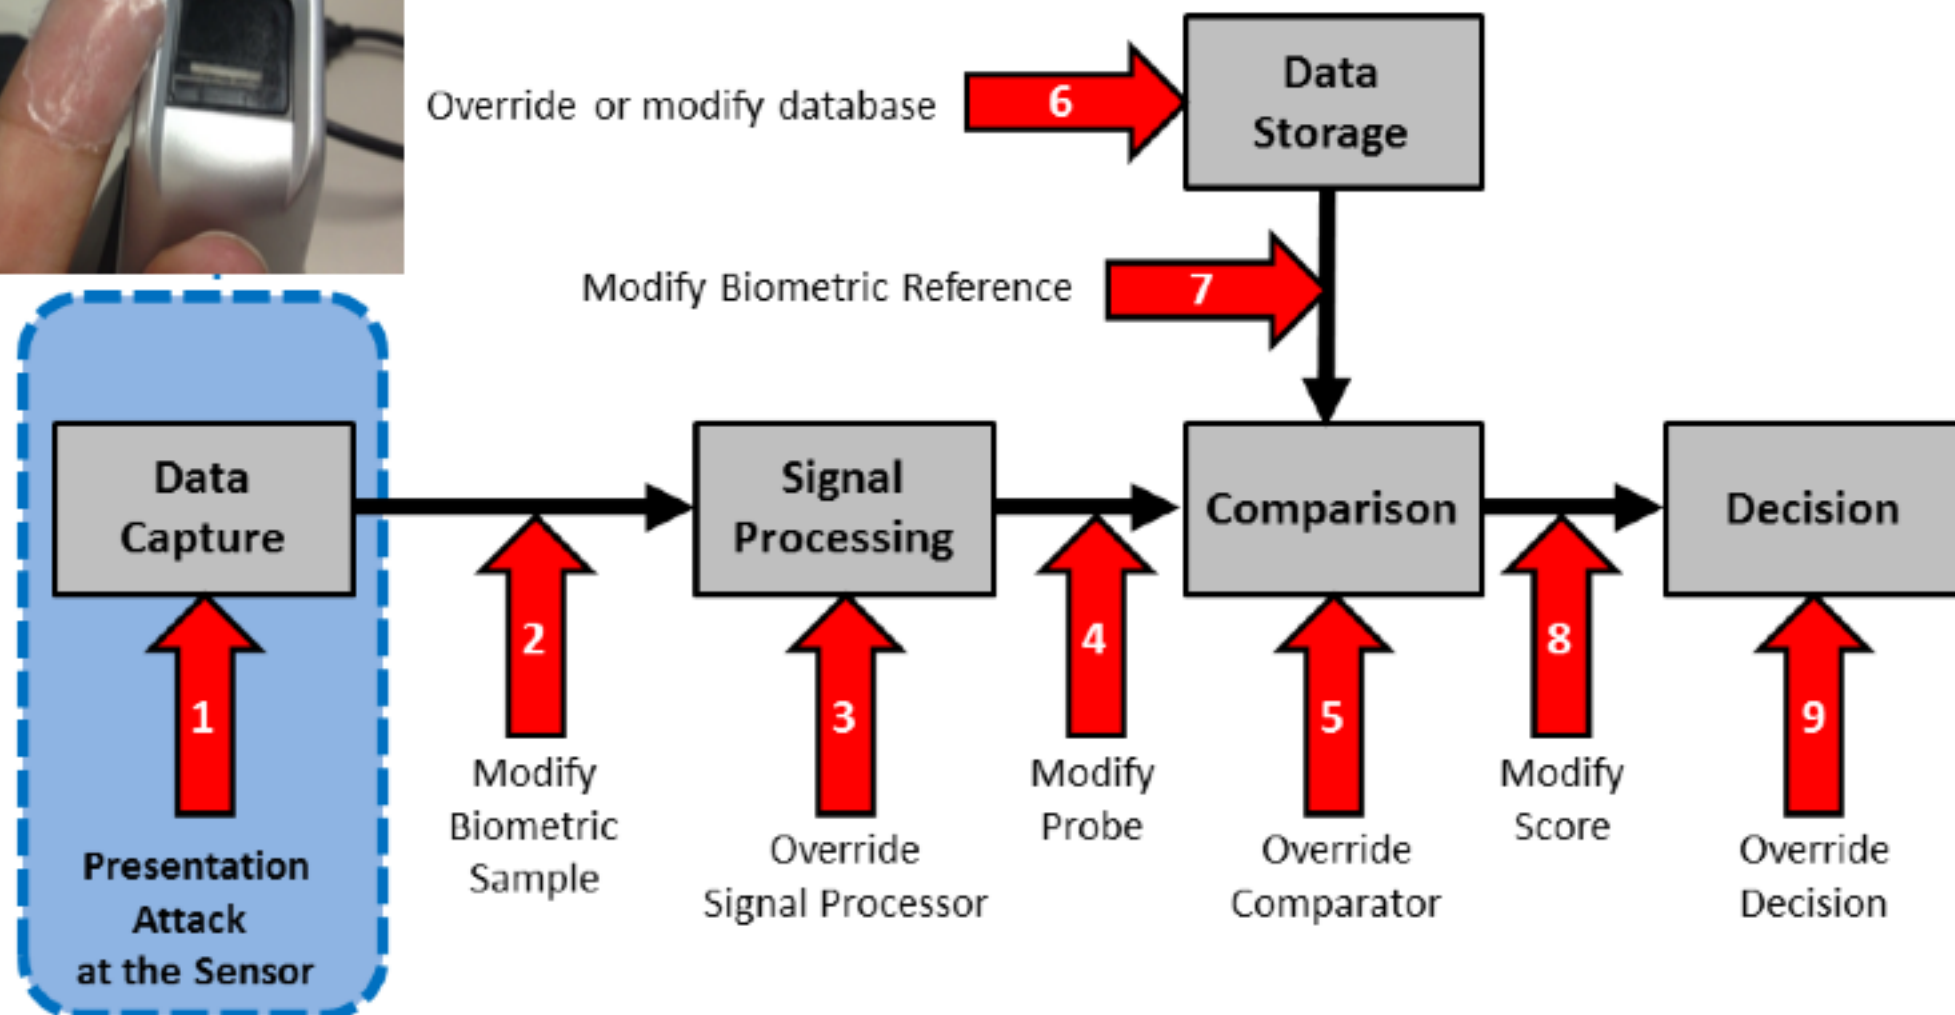 Override or modify database
6
Data
Storage
Modify Biometric Reference
7
Data
Capture
Signal
Processing
Comparison
Decision
1
2
3
4
5
8
9
Presentation
Attack
at the Sensor
Modify
Biometric
Sample
Override
Signal Processor
Modify
Probe
Override
Comparator
Modify
Score
Override
Decision